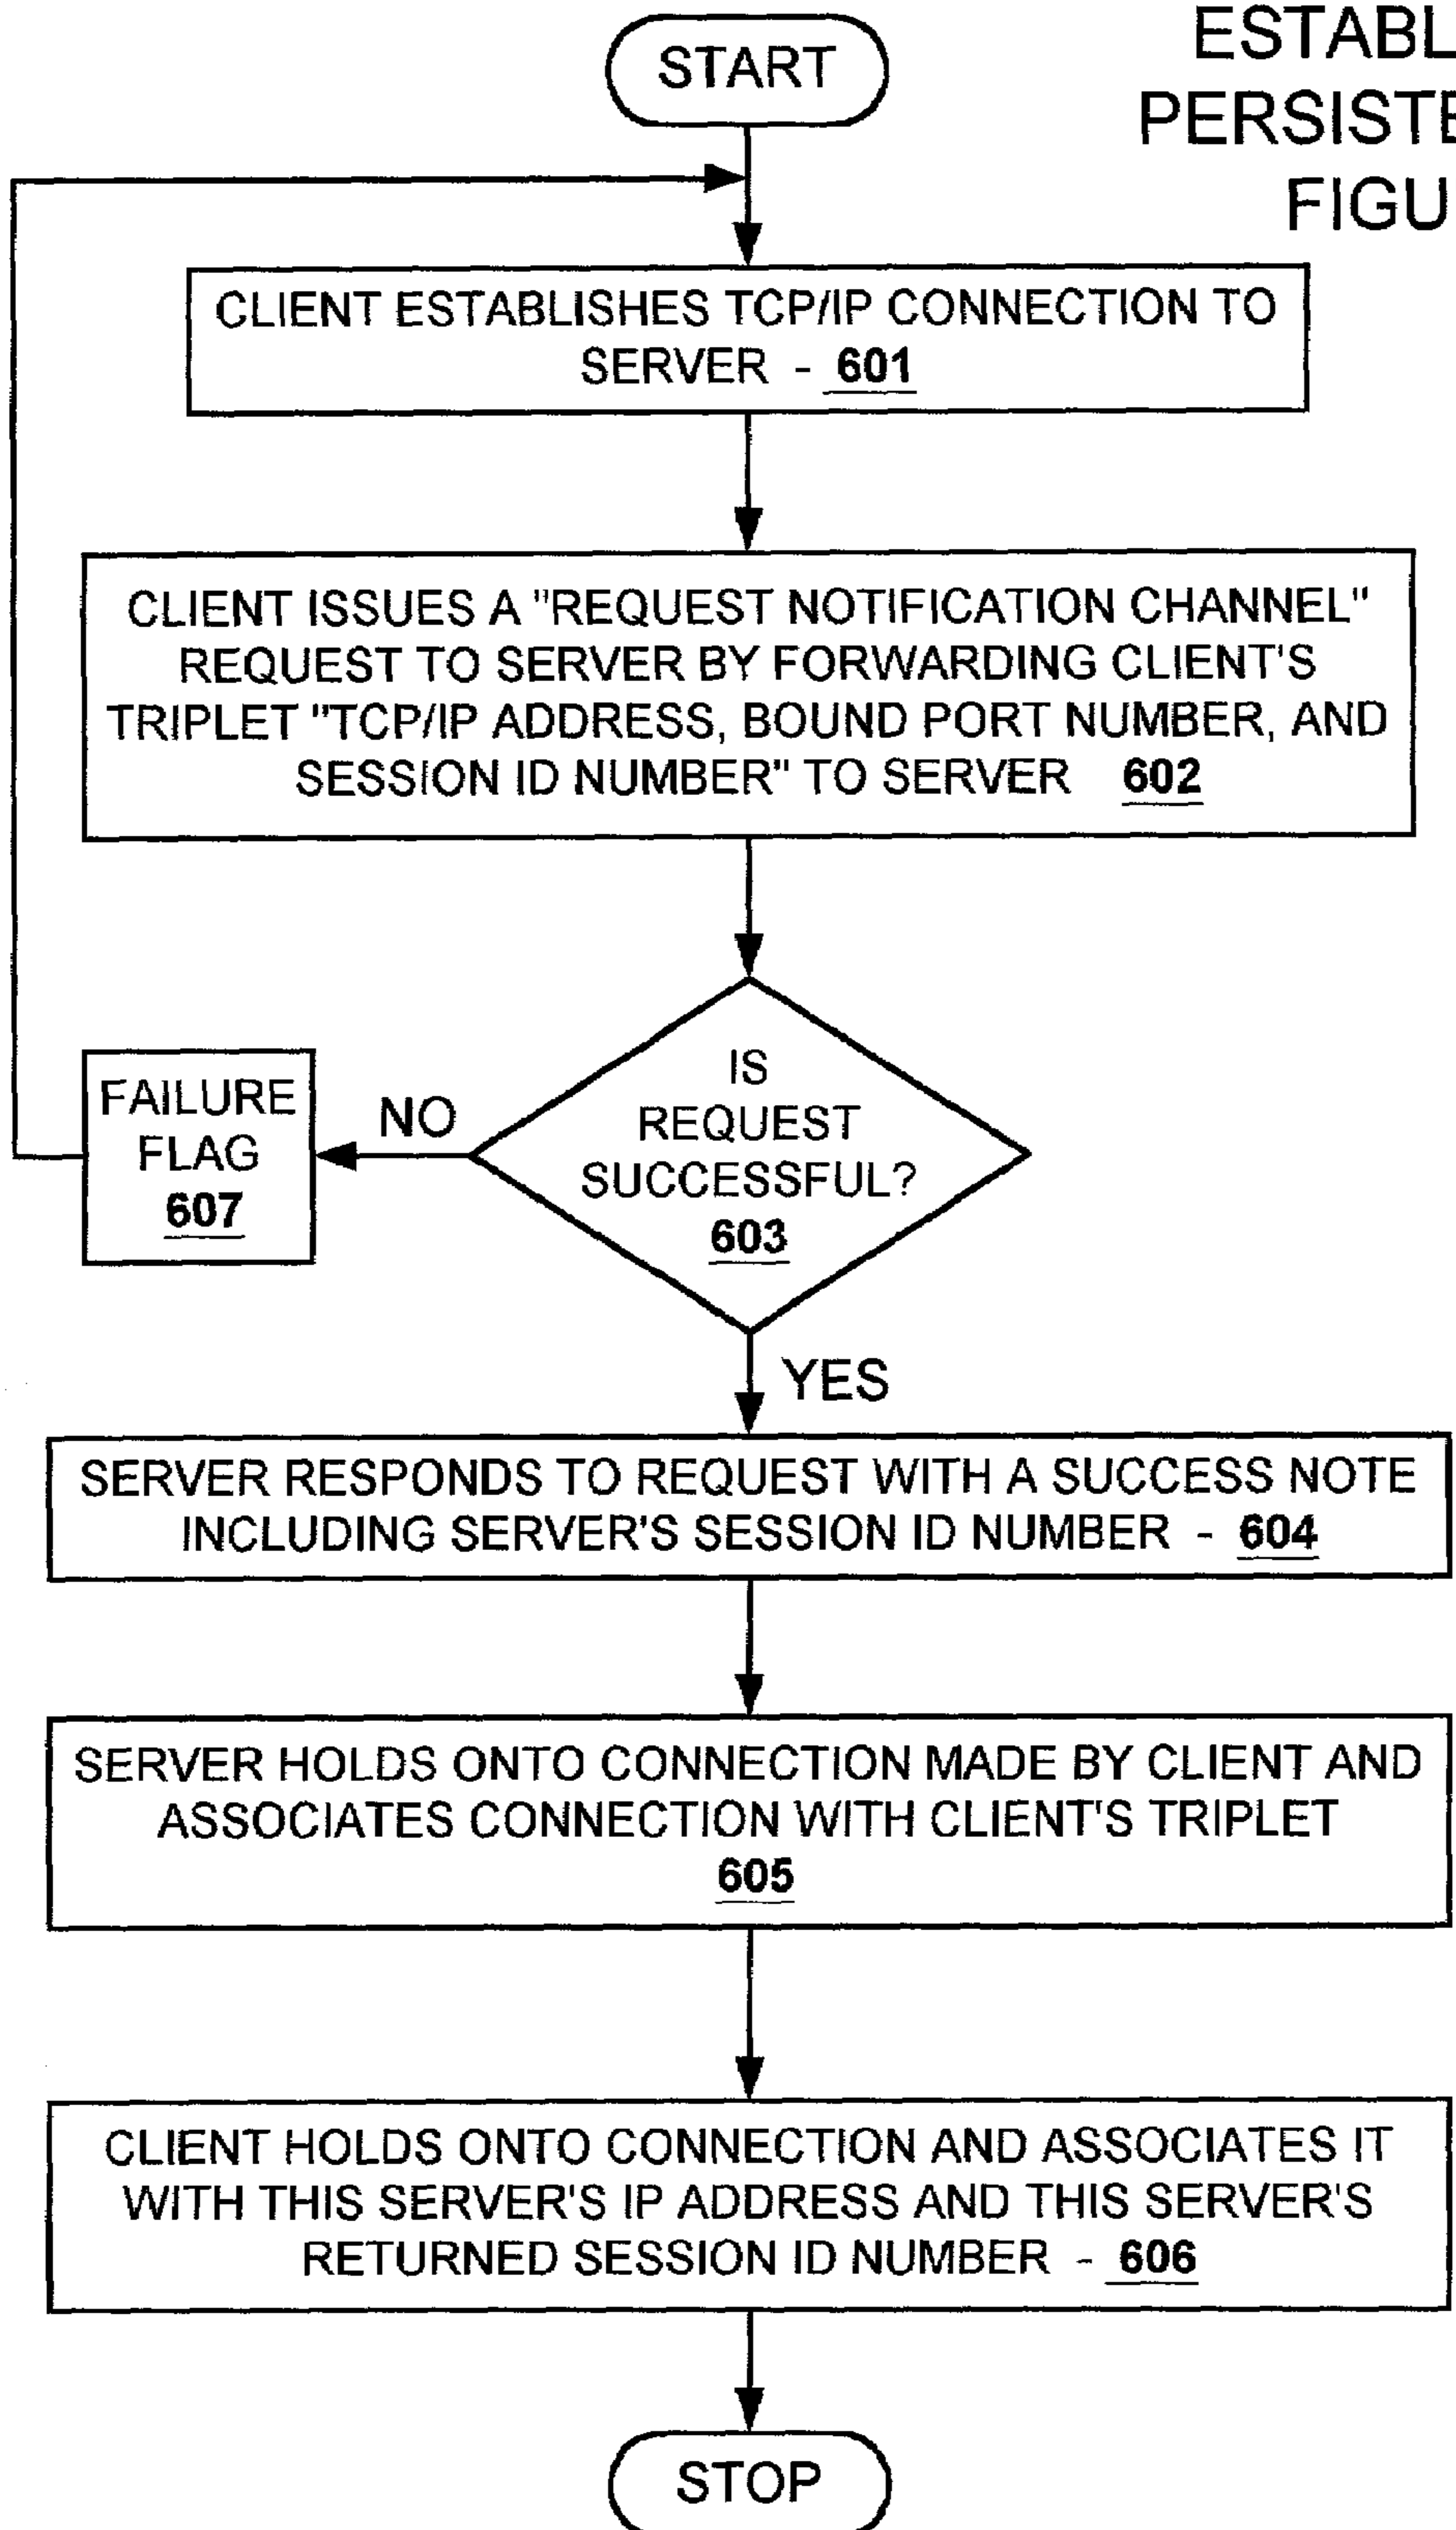 START
CLIENT ESTABLISHES TCP/IP CONNECTION TO
SERVER - 601
CLIENT ISSUES A "REQUEST NOTIFICATION CHANNEL"
REQUEST TO SERVER BY FORWARDING CLIENT'S
TRIPLET "TCP/IP ADDRESS, BOUND PORT NUMBER, AND
SESSION ID NUMBER" TO SERVER 602
IS
REQUEST
SUCCESSFUL?
603
NO
FAILURE
FLAG
607
YES
SERVER RESPONDS TO REQUEST WITH A SUCCESS NOTE
INCLUDING SERVER'S SESSION ID NUMBER - 604
SERVER HOLDS ONTO CONNECTION MADE BY CLIENT AND
ASSOCIATES CONNECTION WITH CLIENT'S TRIPLET
605
CLIENT HOLDS ONTO CONNECTION AND ASSOCIATES IT
WITH THIS SERVER'S IP ADDRESS AND THIS SERVER'S
RETURNED SESSION ID NUMBER - 606
STOP